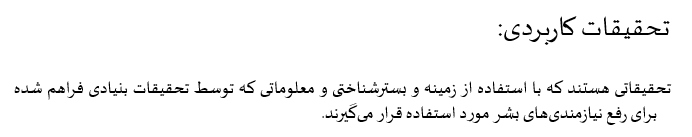 تحقیقات کاربردی:
تحقیقاتی هستند که با استفاده از زمینه و بسترشناختی و معلوماتی که توسط تحقیقات بنیادی فراهم شده
برای رفع نیازمندی‌های بشر مورد استفاده قرار می‌گیرند.